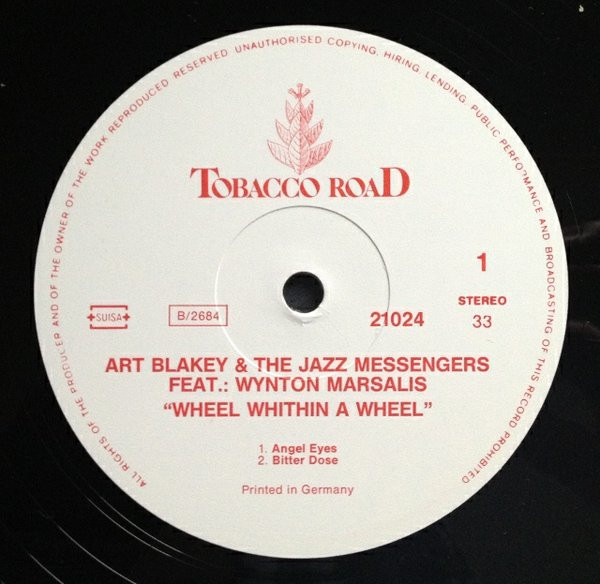 ALL RIGHTS OF THE PRODUCER AND OF THE OWNER OF THE WORK REPRODUCED RESERVED UNAUTHORISED COPYING, HIRING, LENDING, PUBLIC PERFORMANCE AND BROADCASTING OF THIS RECORD PROHIBITED
TOBACCO ROAD
1
+SUISA+ B/2684 21024 STEREO
33
ART BLAKEY & THE JAZZ MESSENGERS
FEAT.: WYNTON MARSALIS
“WHEEL WHITHIN A WHEEL”
1. Angel Eyes
2. Bitter Dose
Printed in Germany